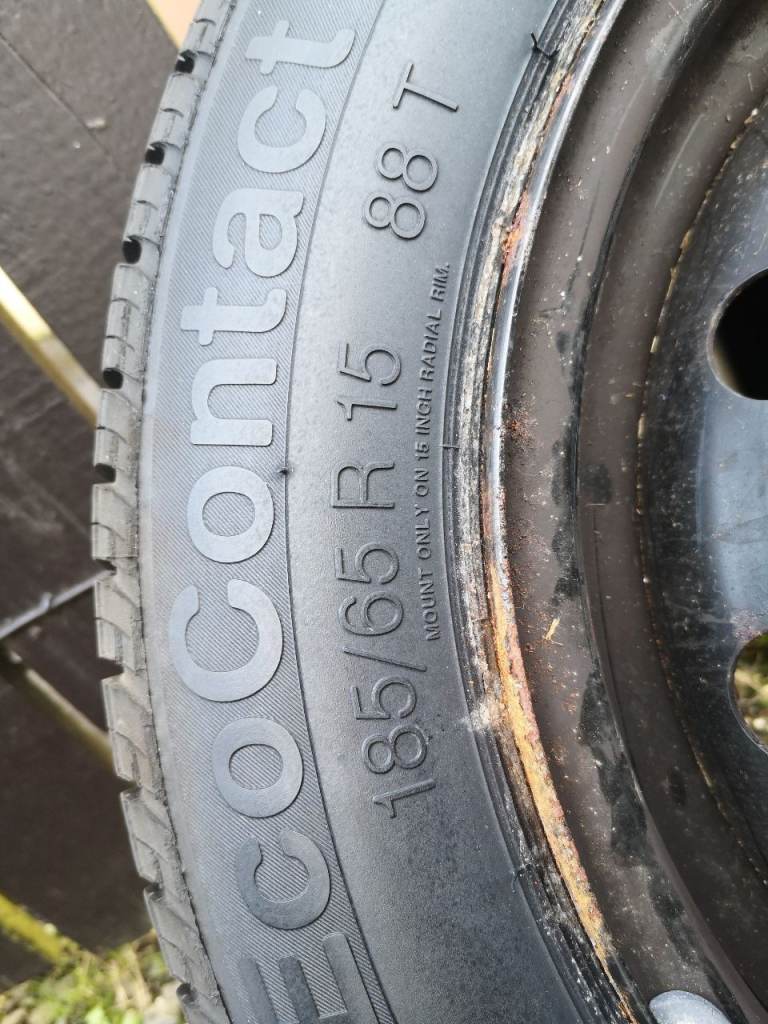 EcoContact
185/65 R 15 88 T
MOUNT ONLY ON 15 INCH RADIAL RIM.